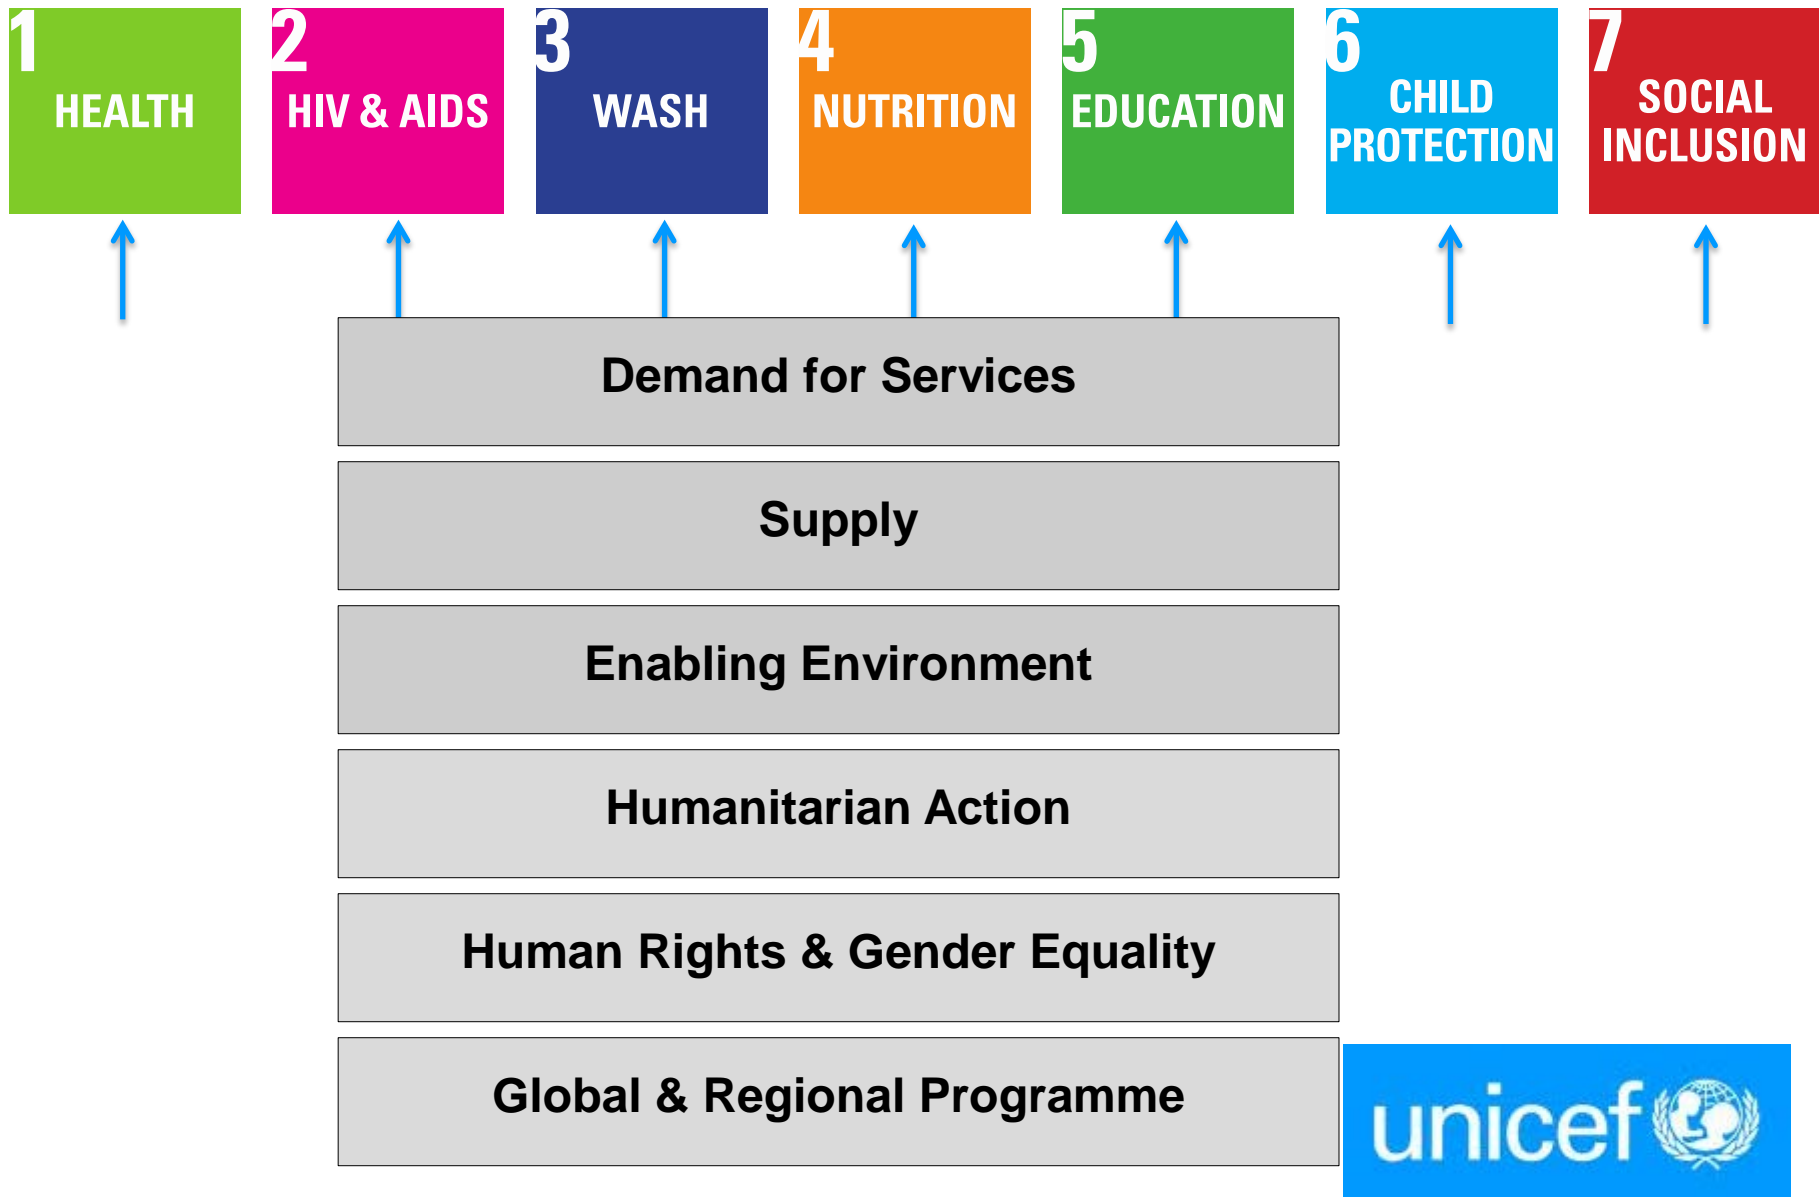 1
HEALTH
2
HIV & AIDS
3
WASH
4
NUTRITION
5
EDUCATION
6
CHILD
PROTECTION
7
SOCIAL
INCLUSION
Demand for Services
Supply
Enabling Environment
Humanitarian Action
Human Rights & Gender Equality
Global & Regional Programme
unicef